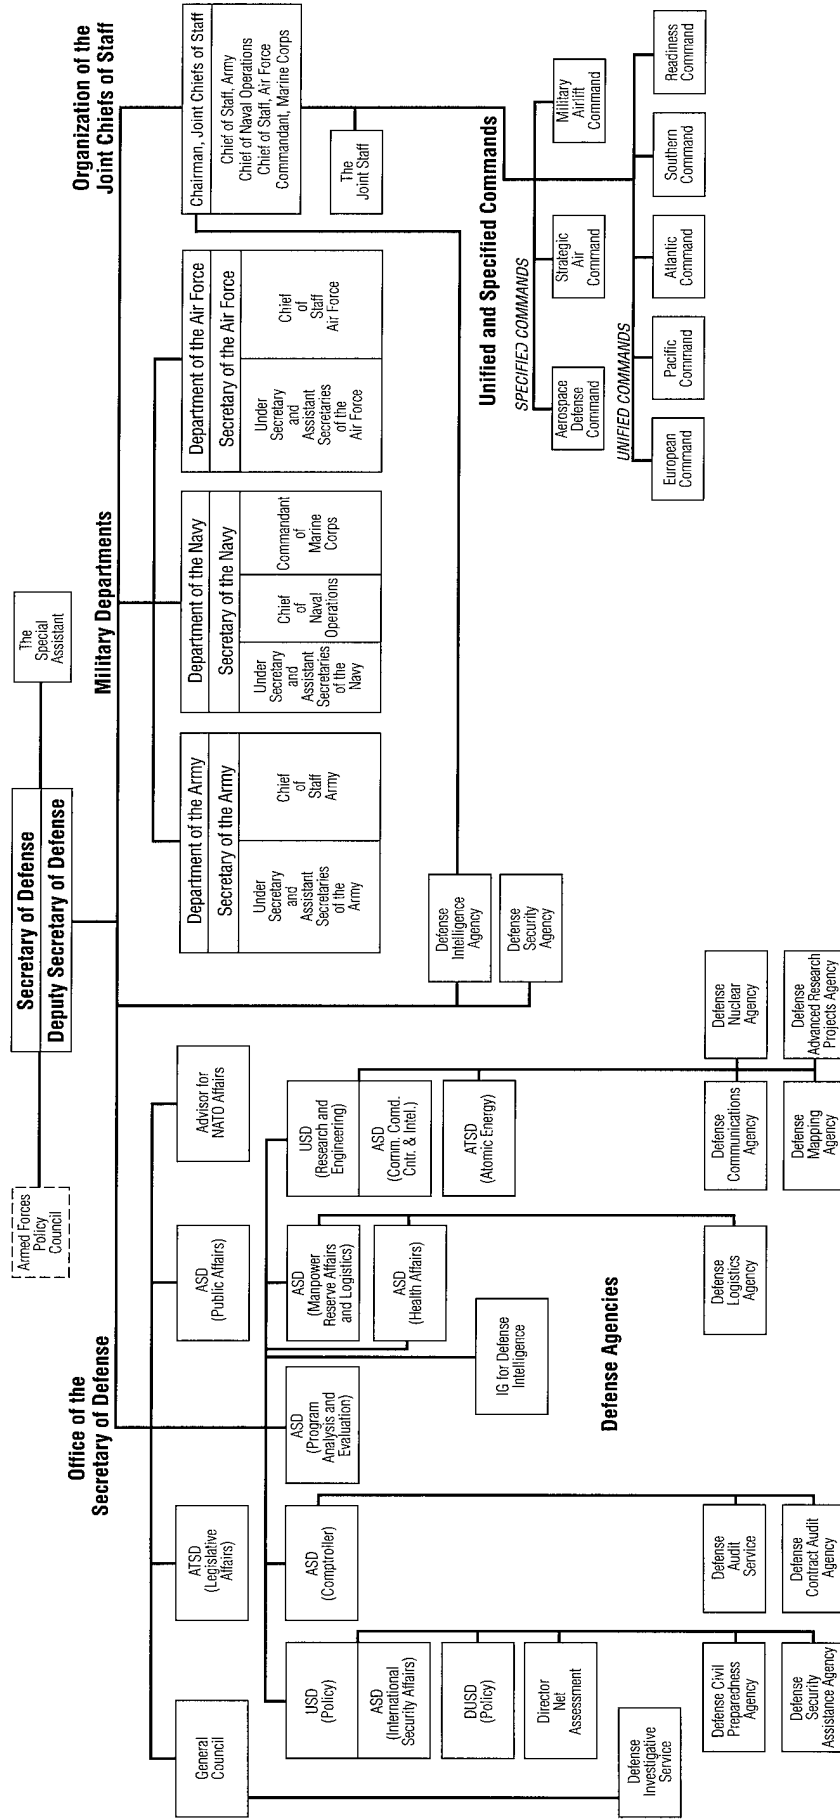 Secretary of Defense
Deputy Secretary of Defense
Armed Forces
Policy
Council
The
Special
Assistant
Office of the
Secretary of Defense
Military Departments
Organization of the
Joint Chiefs of Staff
General
Council
ATSD
(Legislative
Affairs)
ASD
(Public Affairs)
Advisor for
NATO Affairs
USD
(Policy)
ASD
(International
Security Affairs)
DUSD
(Policy)
Director
Net
Assessment
Defense
Investigative
Service
Defense Civil
Preparedness
Agency
Defense
Security
Assistance Agency
ASD
(Comptroller)
Defense
Audit
Service
Defense
Contract Audit
Agency
ASD
(Program
Analysis and
Evaluation)
ASD
(Manpower
Reserve Affairs
and Logistics)
ASD
(Health Affairs)
IG for Defense
Intelligence
Defense Agencies
Defense
Logistics
Agency
USD
(Research and
Engineering)
ASD
(Comm. Comd.
Cntr. & Intel.)
ATSD
(Atomic Energy)
Defense
Communications
Agency
Defense
Nuclear
Agency
Defense
Mapping
Agency
Defense
Advanced Research
Projects Agency
Defense
Intelligence
Agency
Defense
Security
Agency
Department of the Army
Secretary of the Army
Under
Secretary
and
Assistant
Secretaries
of the
Army
Chief
of
Staff
Army
Department of the Navy
Secretary of the Navy
Under
Secretary
and
Assistant
Secretaries
of the
Navy
Chief
of
Naval
Operations
Commandant
of
Marine
Corps
Department of the Air Force
Secretary of the Air Force
Under
Secretary
and
Assistant
Secretaries
of the
Air Force
Chief
of
Staff
Air Force
Chairman, Joint Chiefs of Staff
Chief of Staff, Army
Chief of Naval Operations
Chief of Staff, Air Force
Commandant, Marine Corps
The
Joint Staff
Unified and Specified Commands
SPECIFIED COMMANDS
Aerospace
Defense
Command
Strategic
Air
Command
Military
Airlift
Command
UNIFIED COMMANDS
European
Command
Pacific
Command
Atlantic
Command
Southern
Command
Readiness
Command